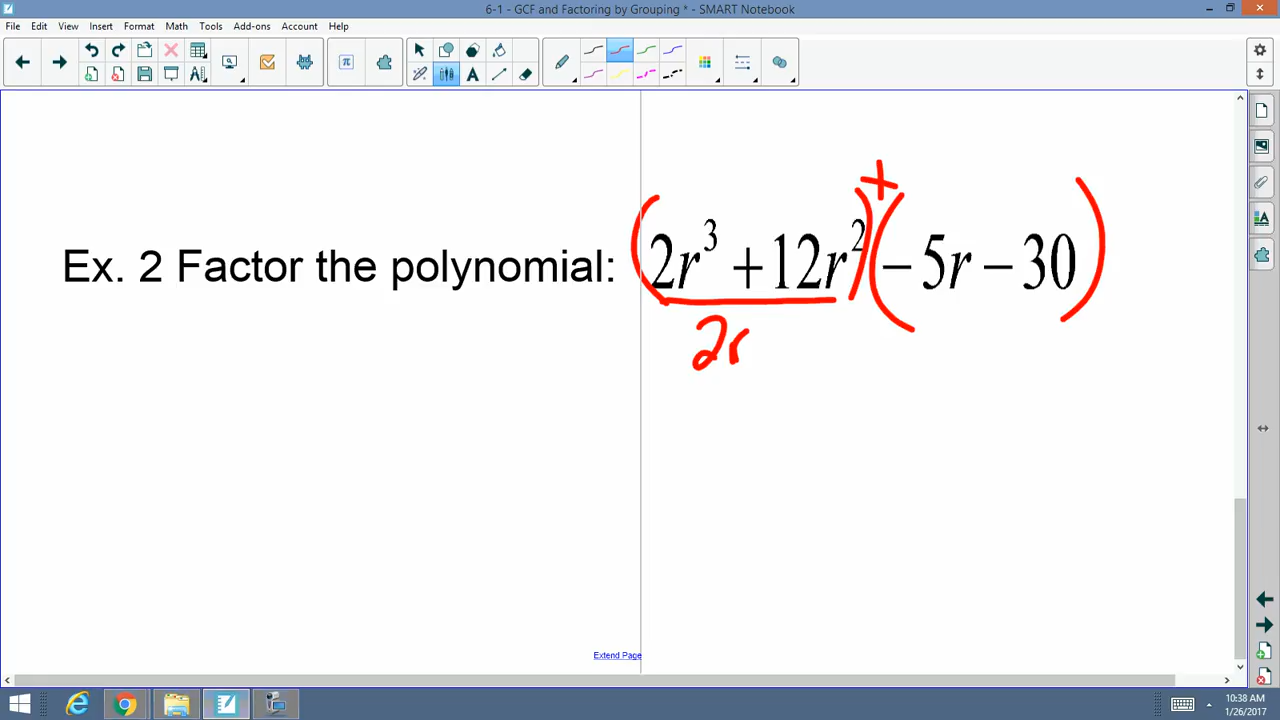 6-1 - GCF and Factoring by Grouping * - SMART Notebook
File Edit View Insert Format Math Tools Add-ons Account Help
+
Ex. 2 Factor the polynomial: (2r³ + 12r²)(− 5r − 30)
2r
Extend Page
10:38 AM
1/26/2017